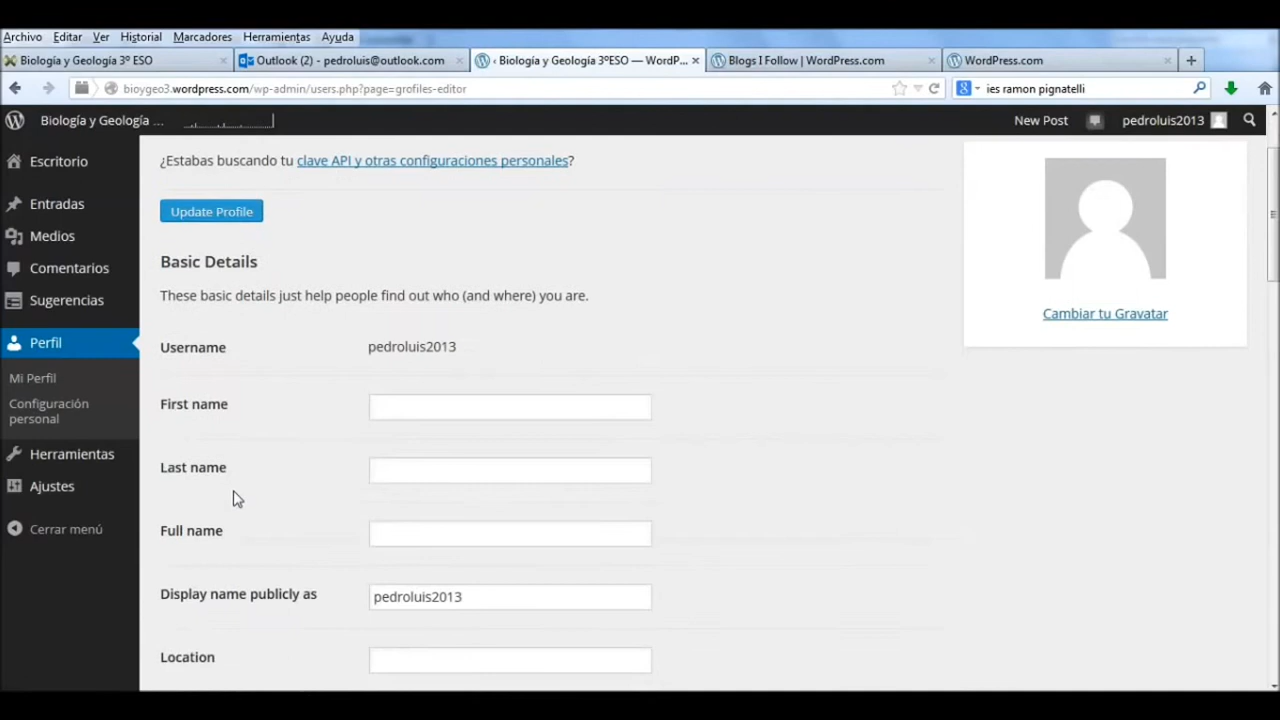 Archivo Editar Ver Historial Marcadores Herramientas Ayuda
Biología y Geología 3º ESO
Outlook (2) - pedroluis@outlook.com
‹ Biología y Geología 3ºESO — WordP...
Blogs I Follow | WordPress.com
WordPress.com
bioygeo3.wordpress.com/wp-admin/users.php?page=grofiles-editor
ies ramon pignatelli
Biología y Geología ...
New Post
pedroluis2013
Escritorio
Entradas
Medios
Comentarios
Sugerencias
Perfil
Mi Perfil
Configuración
personal
Herramientas
Ajustes
Cerrar menú
¿Estabas buscando tu clave API y otras configuraciones personales?
Update Profile
Basic Details
These basic details just help people find out who (and where) you are.
Username pedroluis2013
First name
Last name
Full name
Display name publicly as pedroluis2013
Location
Cambiar tu Gravatar